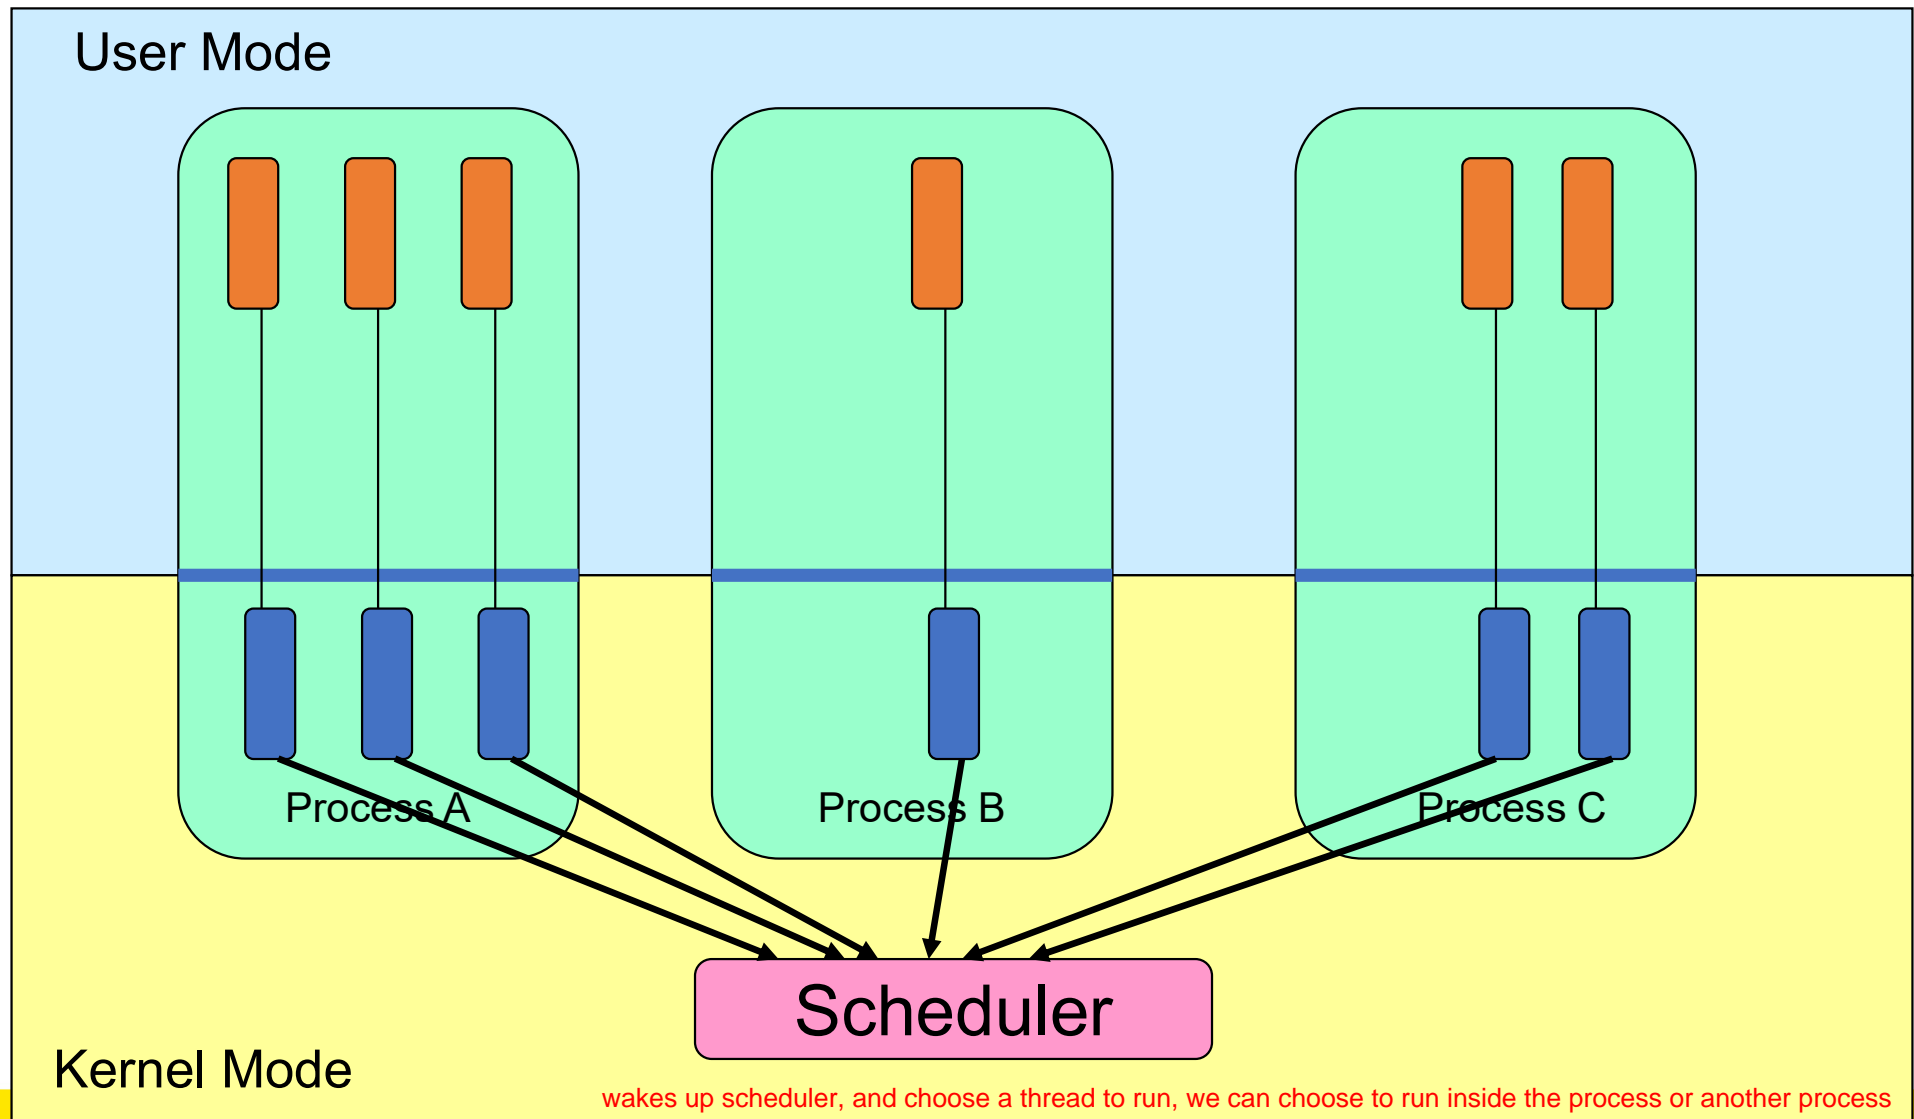 User Mode
Process A
Process B
Process C
Scheduler
Kernel Mode
wakes up scheduler, and choose a thread to run, we can choose to run inside the process or another process